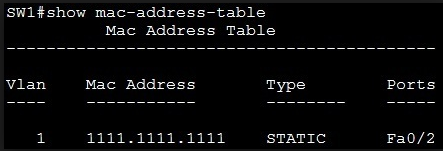 SW1#show mac-address-table
Mac Address Table
-------------------------------------------
Vlan Mac Address Type Ports
---- ----------- -------- -----
1 1111.1111.1111 STATIC Fa0/2